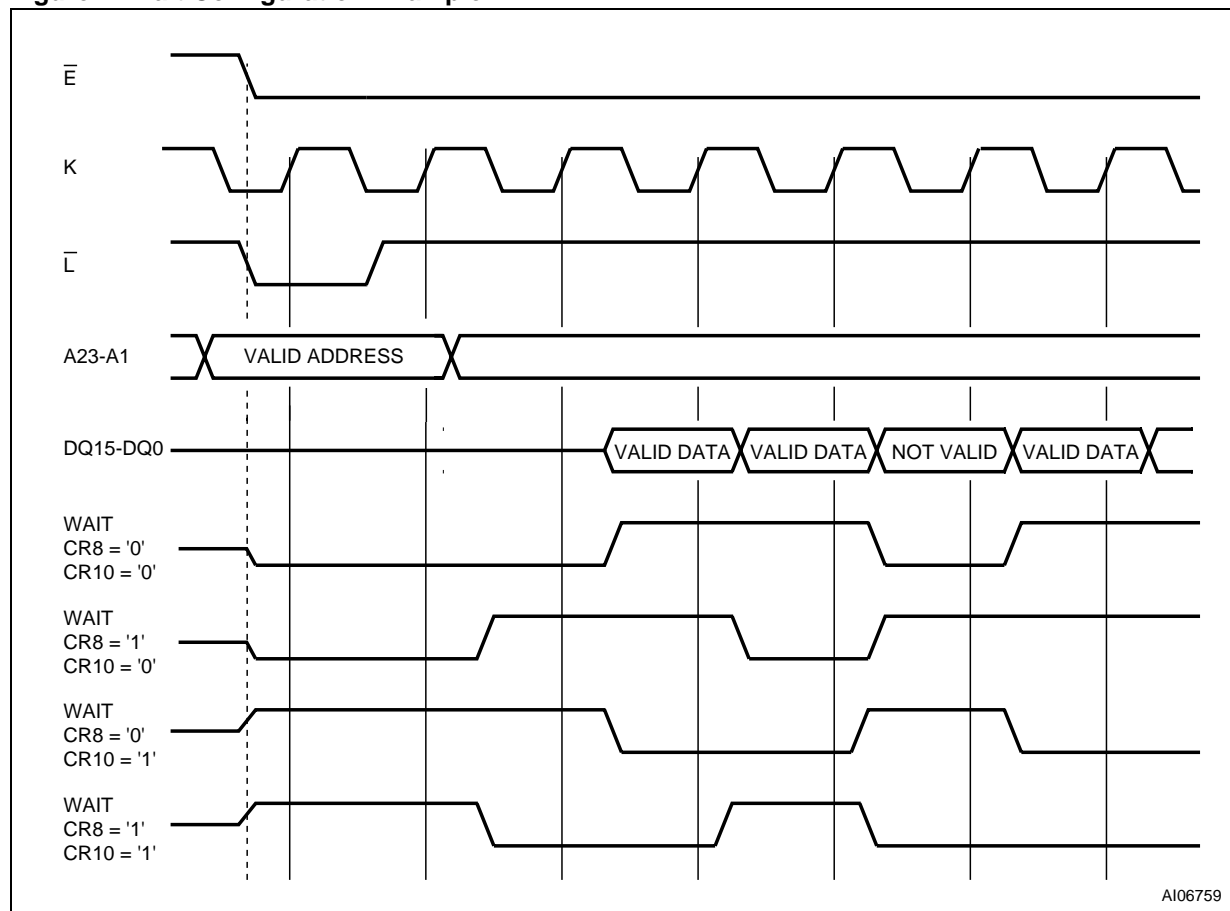 E
K
L
A23-A1
VALID ADDRESS
DQ15-DQ0
VALID DATA
VALID DATA
NOT VALID
VALID DATA
WAIT
CR8 = '0'
CR10 = '0'
WAIT
CR8 = '1'
CR10 = '0'
WAIT
CR8 = '0'
CR10 = '1'
WAIT
CR8 = '1'
CR10 = '1'
AI06759